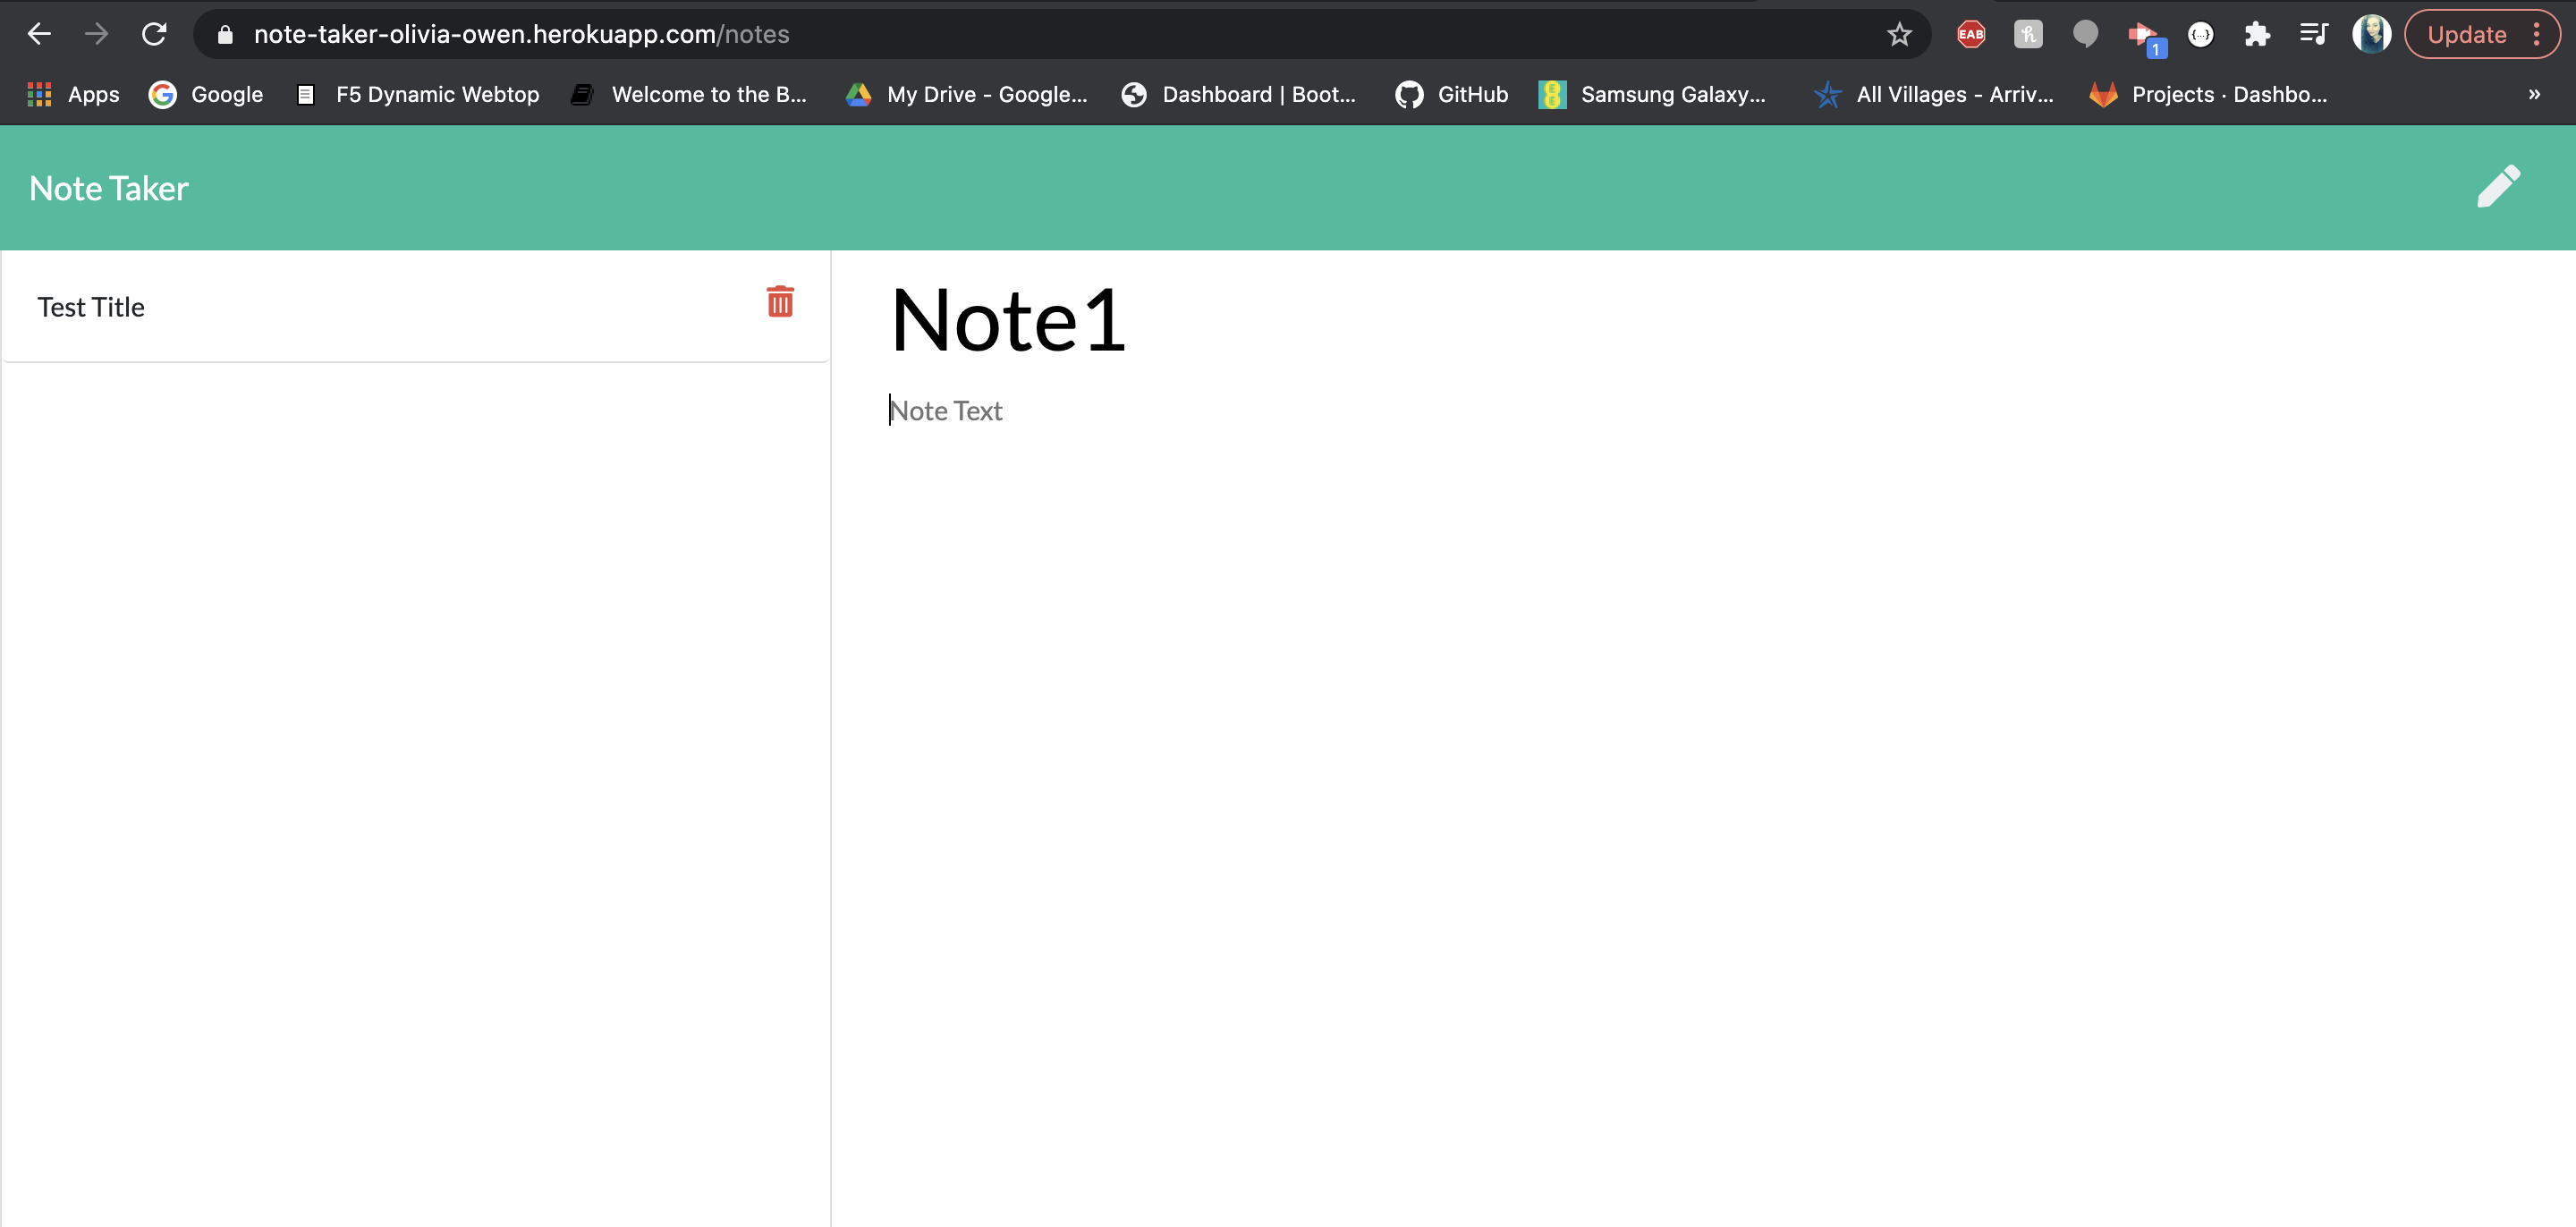 note-taker-olivia-owen.herokuapp.com/notes
EAB
1
Update
Apps
Google
F5 Dynamic Webtop
Welcome to the B...
My Drive - Google...
Dashboard | Boot...
GitHub
Samsung Galaxy...
All Villages - Arriv...
Projects · Dashbo...
»
Note Taker
Test Title
Note1
Note Text